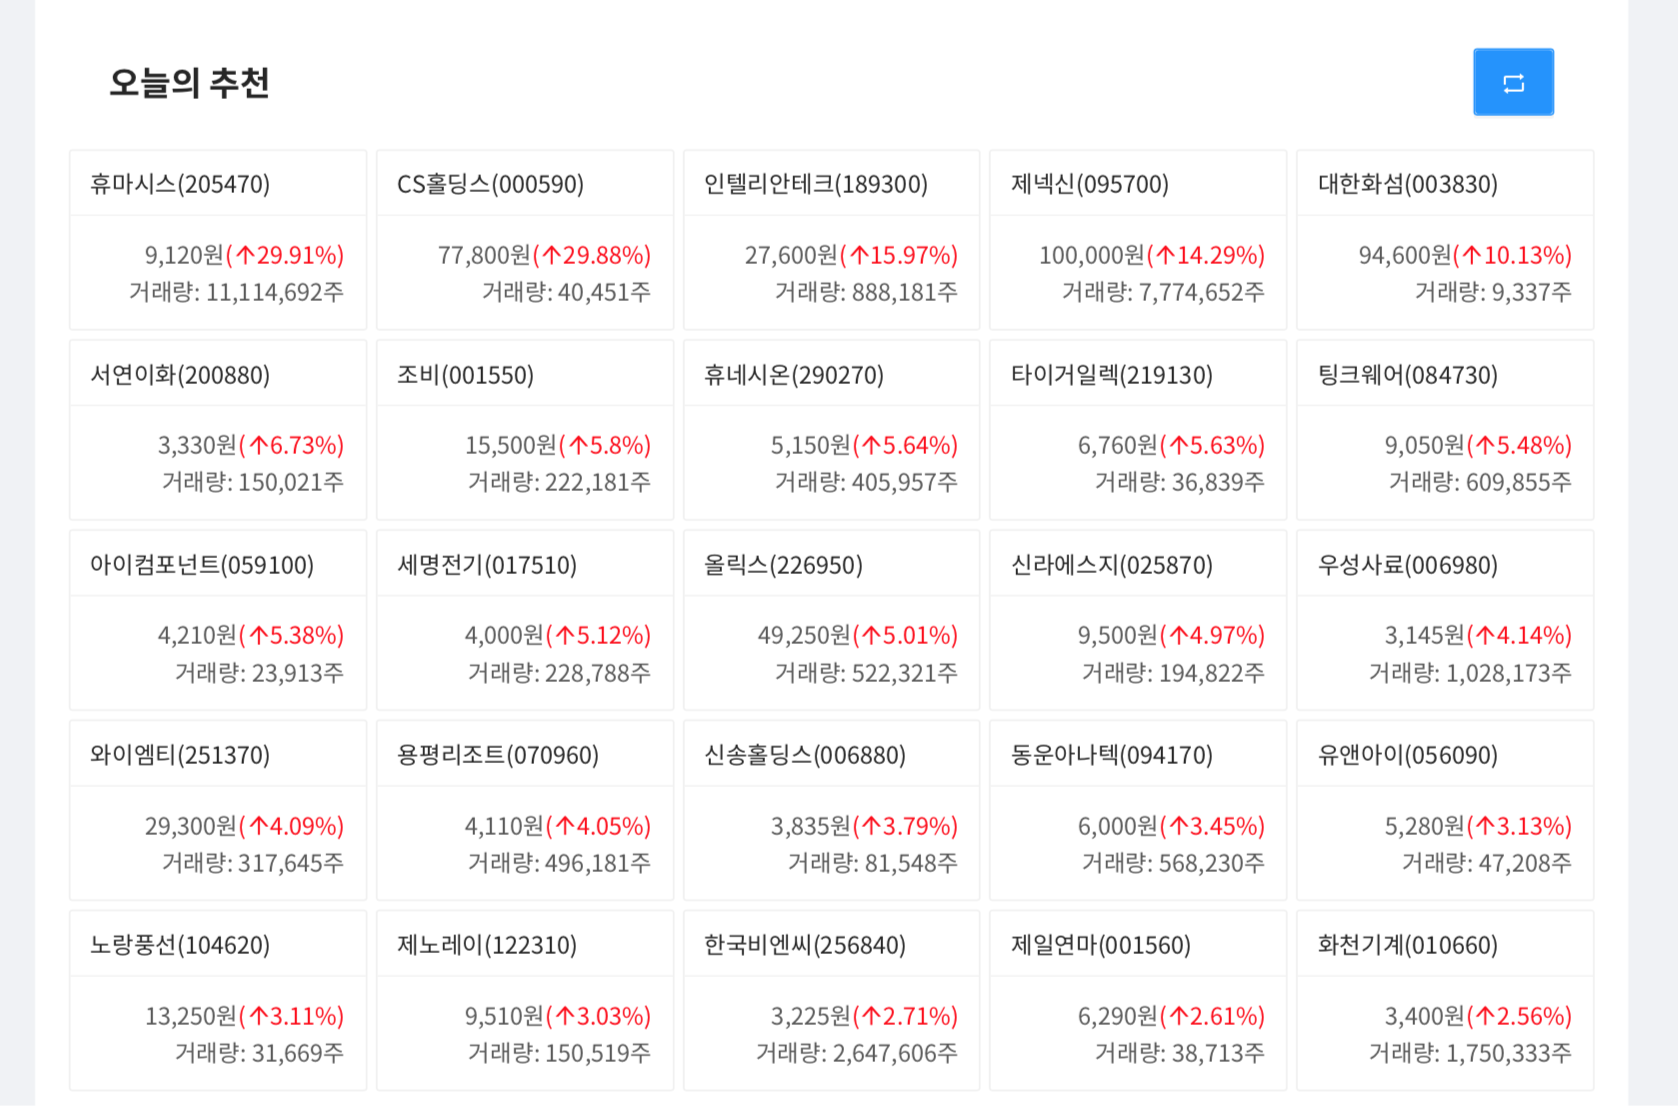 오늘의 추천
휴마시스(205470)
9,120원(↑29.91%)
거래량: 11,114,692주
CS홀딩스(000590)
77,800원(↑29.88%)
거래량: 40,451주
인텔리안테크(189300)
27,600원(↑15.97%)
거래량: 888,181주
제넥신(095700)
100,000원(↑14.29%)
거래량: 7,774,652주
대한화섬(003830)
94,600원(↑10.13%)
거래량: 9,337주
서연이화(200880)
3,330원(↑6.73%)
거래량: 150,021주
조비(001550)
15,500원(↑5.8%)
거래량: 222,181주
휴네시온(290270)
5,150원(↑5.64%)
거래량: 405,957주
타이거일렉(219130)
6,760원(↑5.63%)
거래량: 36,839주
팅크웨어(084730)
9,050원(↑5.48%)
거래량: 609,855주
아이컴포넌트(059100)
4,210원(↑5.38%)
거래량: 23,913주
세명전기(017510)
4,000원(↑5.12%)
거래량: 228,788주
올릭스(226950)
49,250원(↑5.01%)
거래량: 522,321주
신라에스지(025870)
9,500원(↑4.97%)
거래량: 194,822주
우성사료(006980)
3,145원(↑4.14%)
거래량: 1,028,173주
와이엠티(251370)
29,300원(↑4.09%)
거래량: 317,645주
용평리조트(070960)
4,110원(↑4.05%)
거래량: 496,181주
신송홀딩스(006880)
3,835원(↑3.79%)
거래량: 81,548주
동운아나텍(094170)
6,000원(↑3.45%)
거래량: 568,230주
유앤아이(056090)
5,280원(↑3.13%)
거래량: 47,208주
노랑풍선(104620)
13,250원(↑3.11%)
거래량: 31,669주
제노레이(122310)
9,510원(↑3.03%)
거래량: 150,519주
한국비엔씨(256840)
3,225원(↑2.71%)
거래량: 2,647,606주
제일연마(001560)
6,290원(↑2.61%)
거래량: 38,713주
화천기계(010660)
3,400원(↑2.56%)
거래량: 1,750,333주